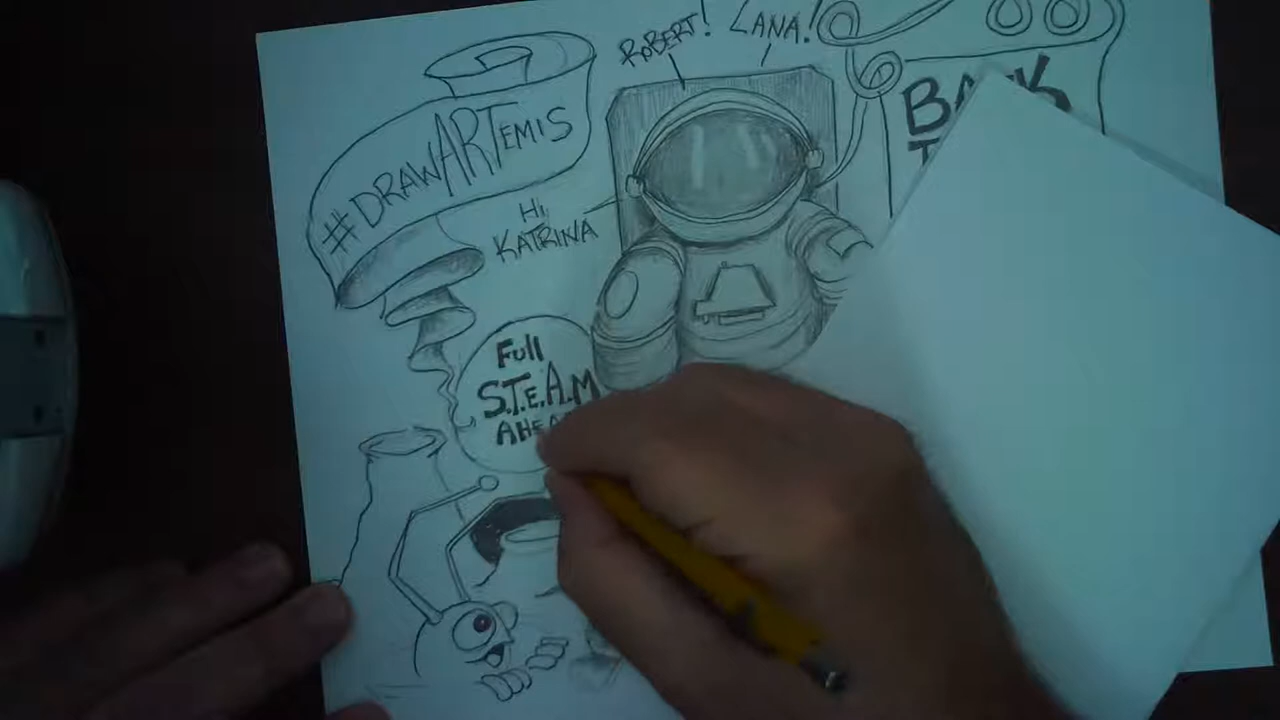 ROBERT! LANA!
#DRAWARTEMIS
HI,
KATRINA
Full
S.T.E.A.M